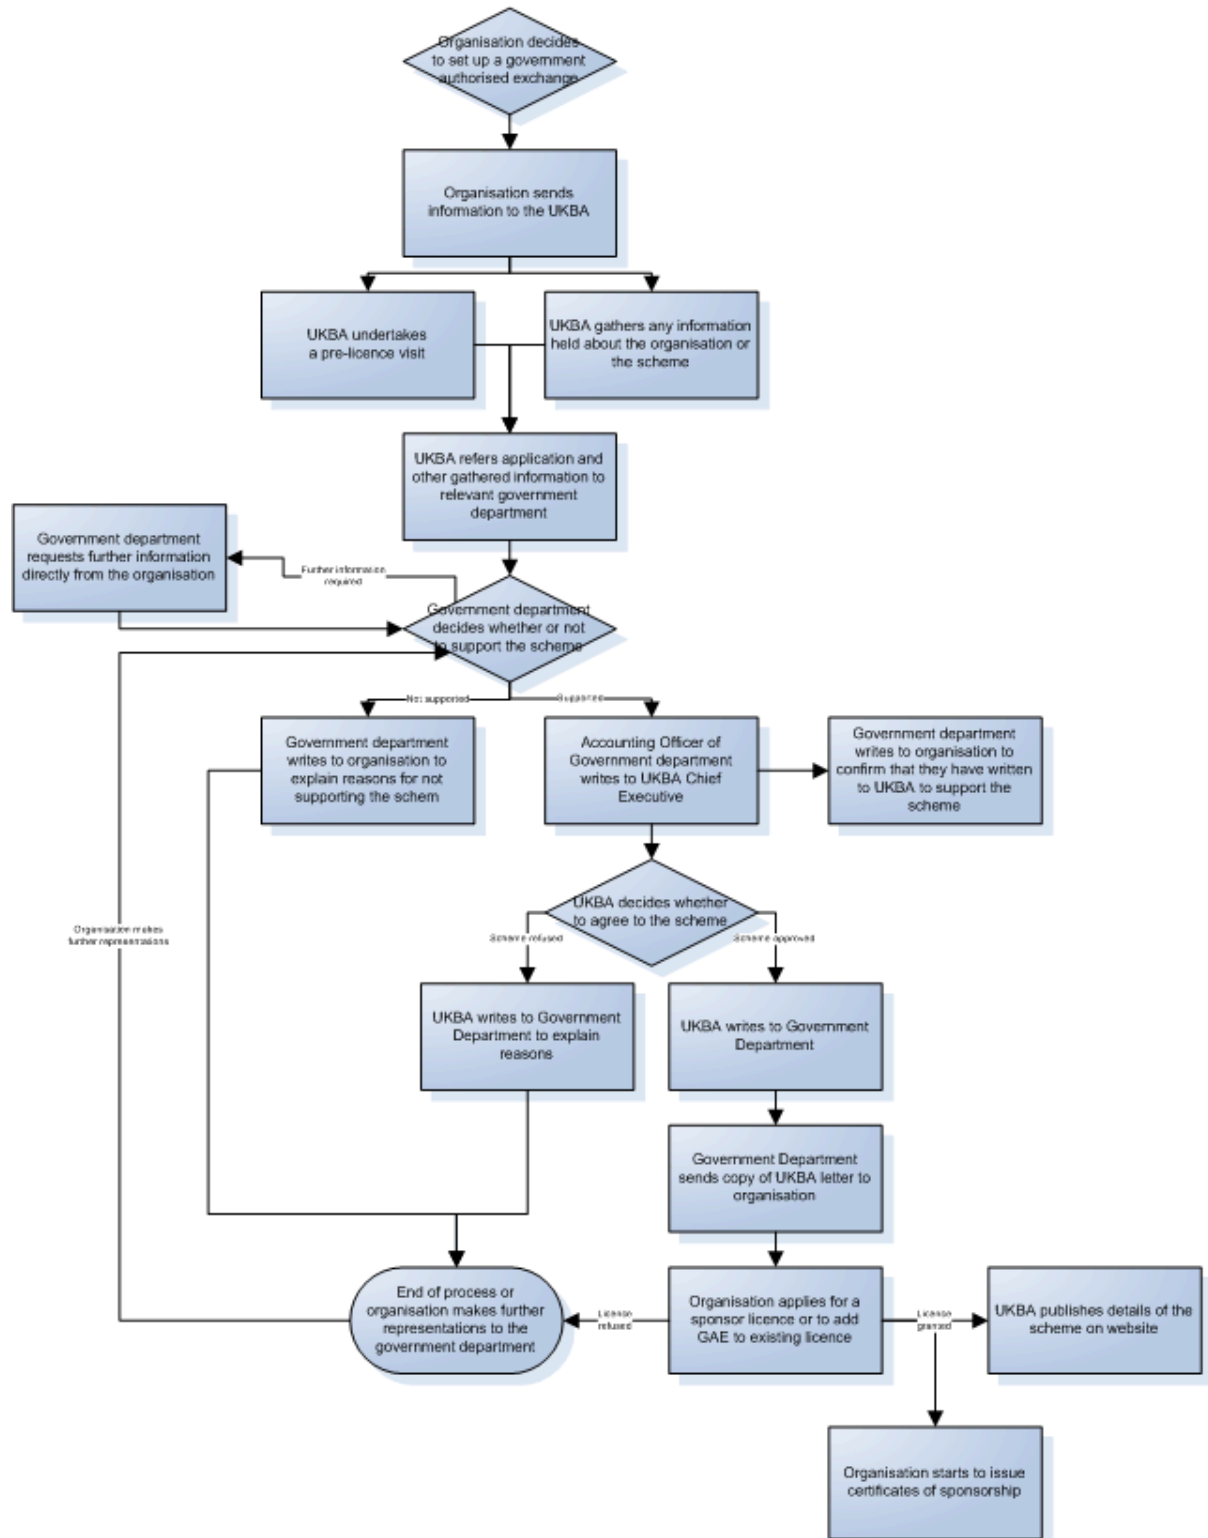 Organisation decides
to set up a government
authorised exchange
Organisation sends
information to the UKBA
UKBA undertakes
a pre-licence visit
UKBA gathers any information
held about the organisation or
the scheme
UKBA refers application and
other gathered information to
relevant government
department
Government department
requests further information
directly from the organisation
Further information
required
Government department
decides whether or not
to support the scheme
Not supported
Supported
Government department
writes to organisation to
explain reasons for not
supporting the schem
Accounting Officer of
Government department
writes to UKBA Chief
Executive
Government department
writes to organisation to
confirm that they have written
to UKBA to support the
scheme
UKBA decides whether
to agree to the scheme
Organisation makes
further representations
Scheme refused
Scheme approved
UKBA writes to Government
Department to explain
reasons
UKBA writes to Government
Department
Government Department
sends copy of UKBA letter to
organisation
End of process or
organisation makes further
representations to the
government department
License
refused
Organisation applies for a
sponsor licence or to add
GAE to existing licence
License
granted
UKBA publishes details of the
scheme on website
Organisation starts to issue
certificates of sponsorship